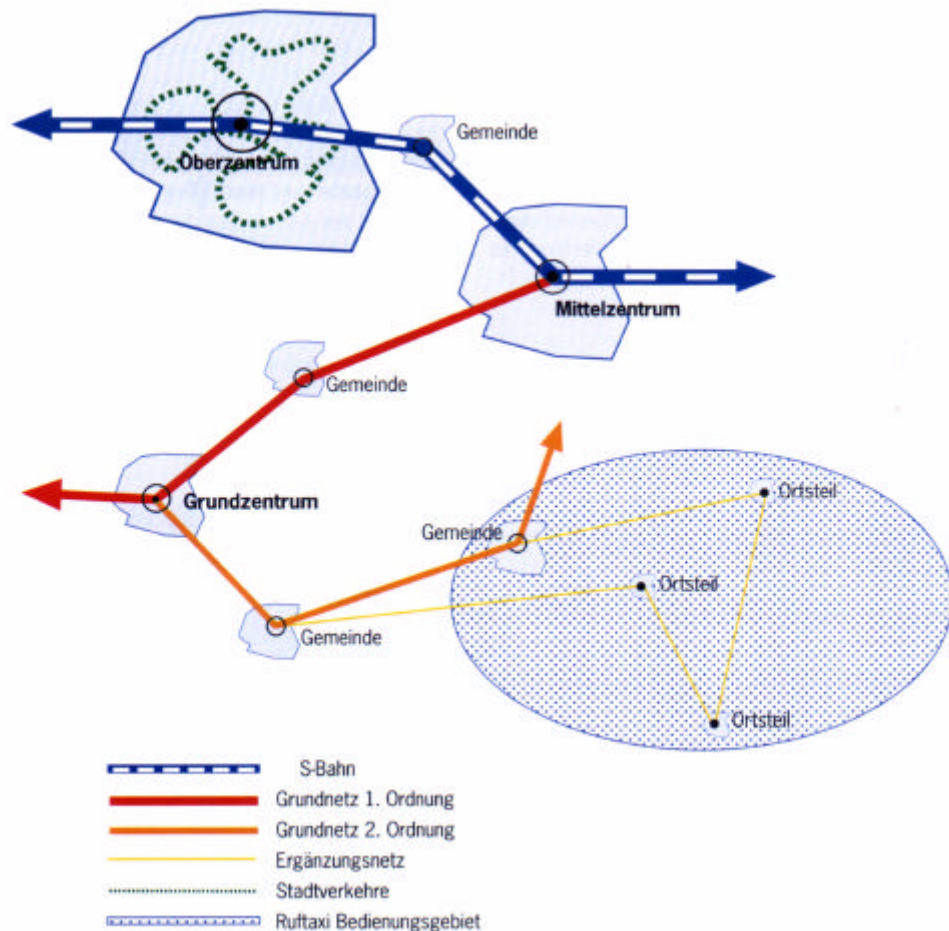 Gemeinde
Oberzentrum
Mittelzentrum
Gemeinde
Grundzentrum
Ortsteil
Gemeinde
Ortsteil
Gemeinde
Ortsteil
S-Bahn
Grundnetz 1. Ordnung
Grundnetz 2. Ordnung
Ergänzungsnetz
Stadtverkehre
Ruftaxi Bedienungsgebiet